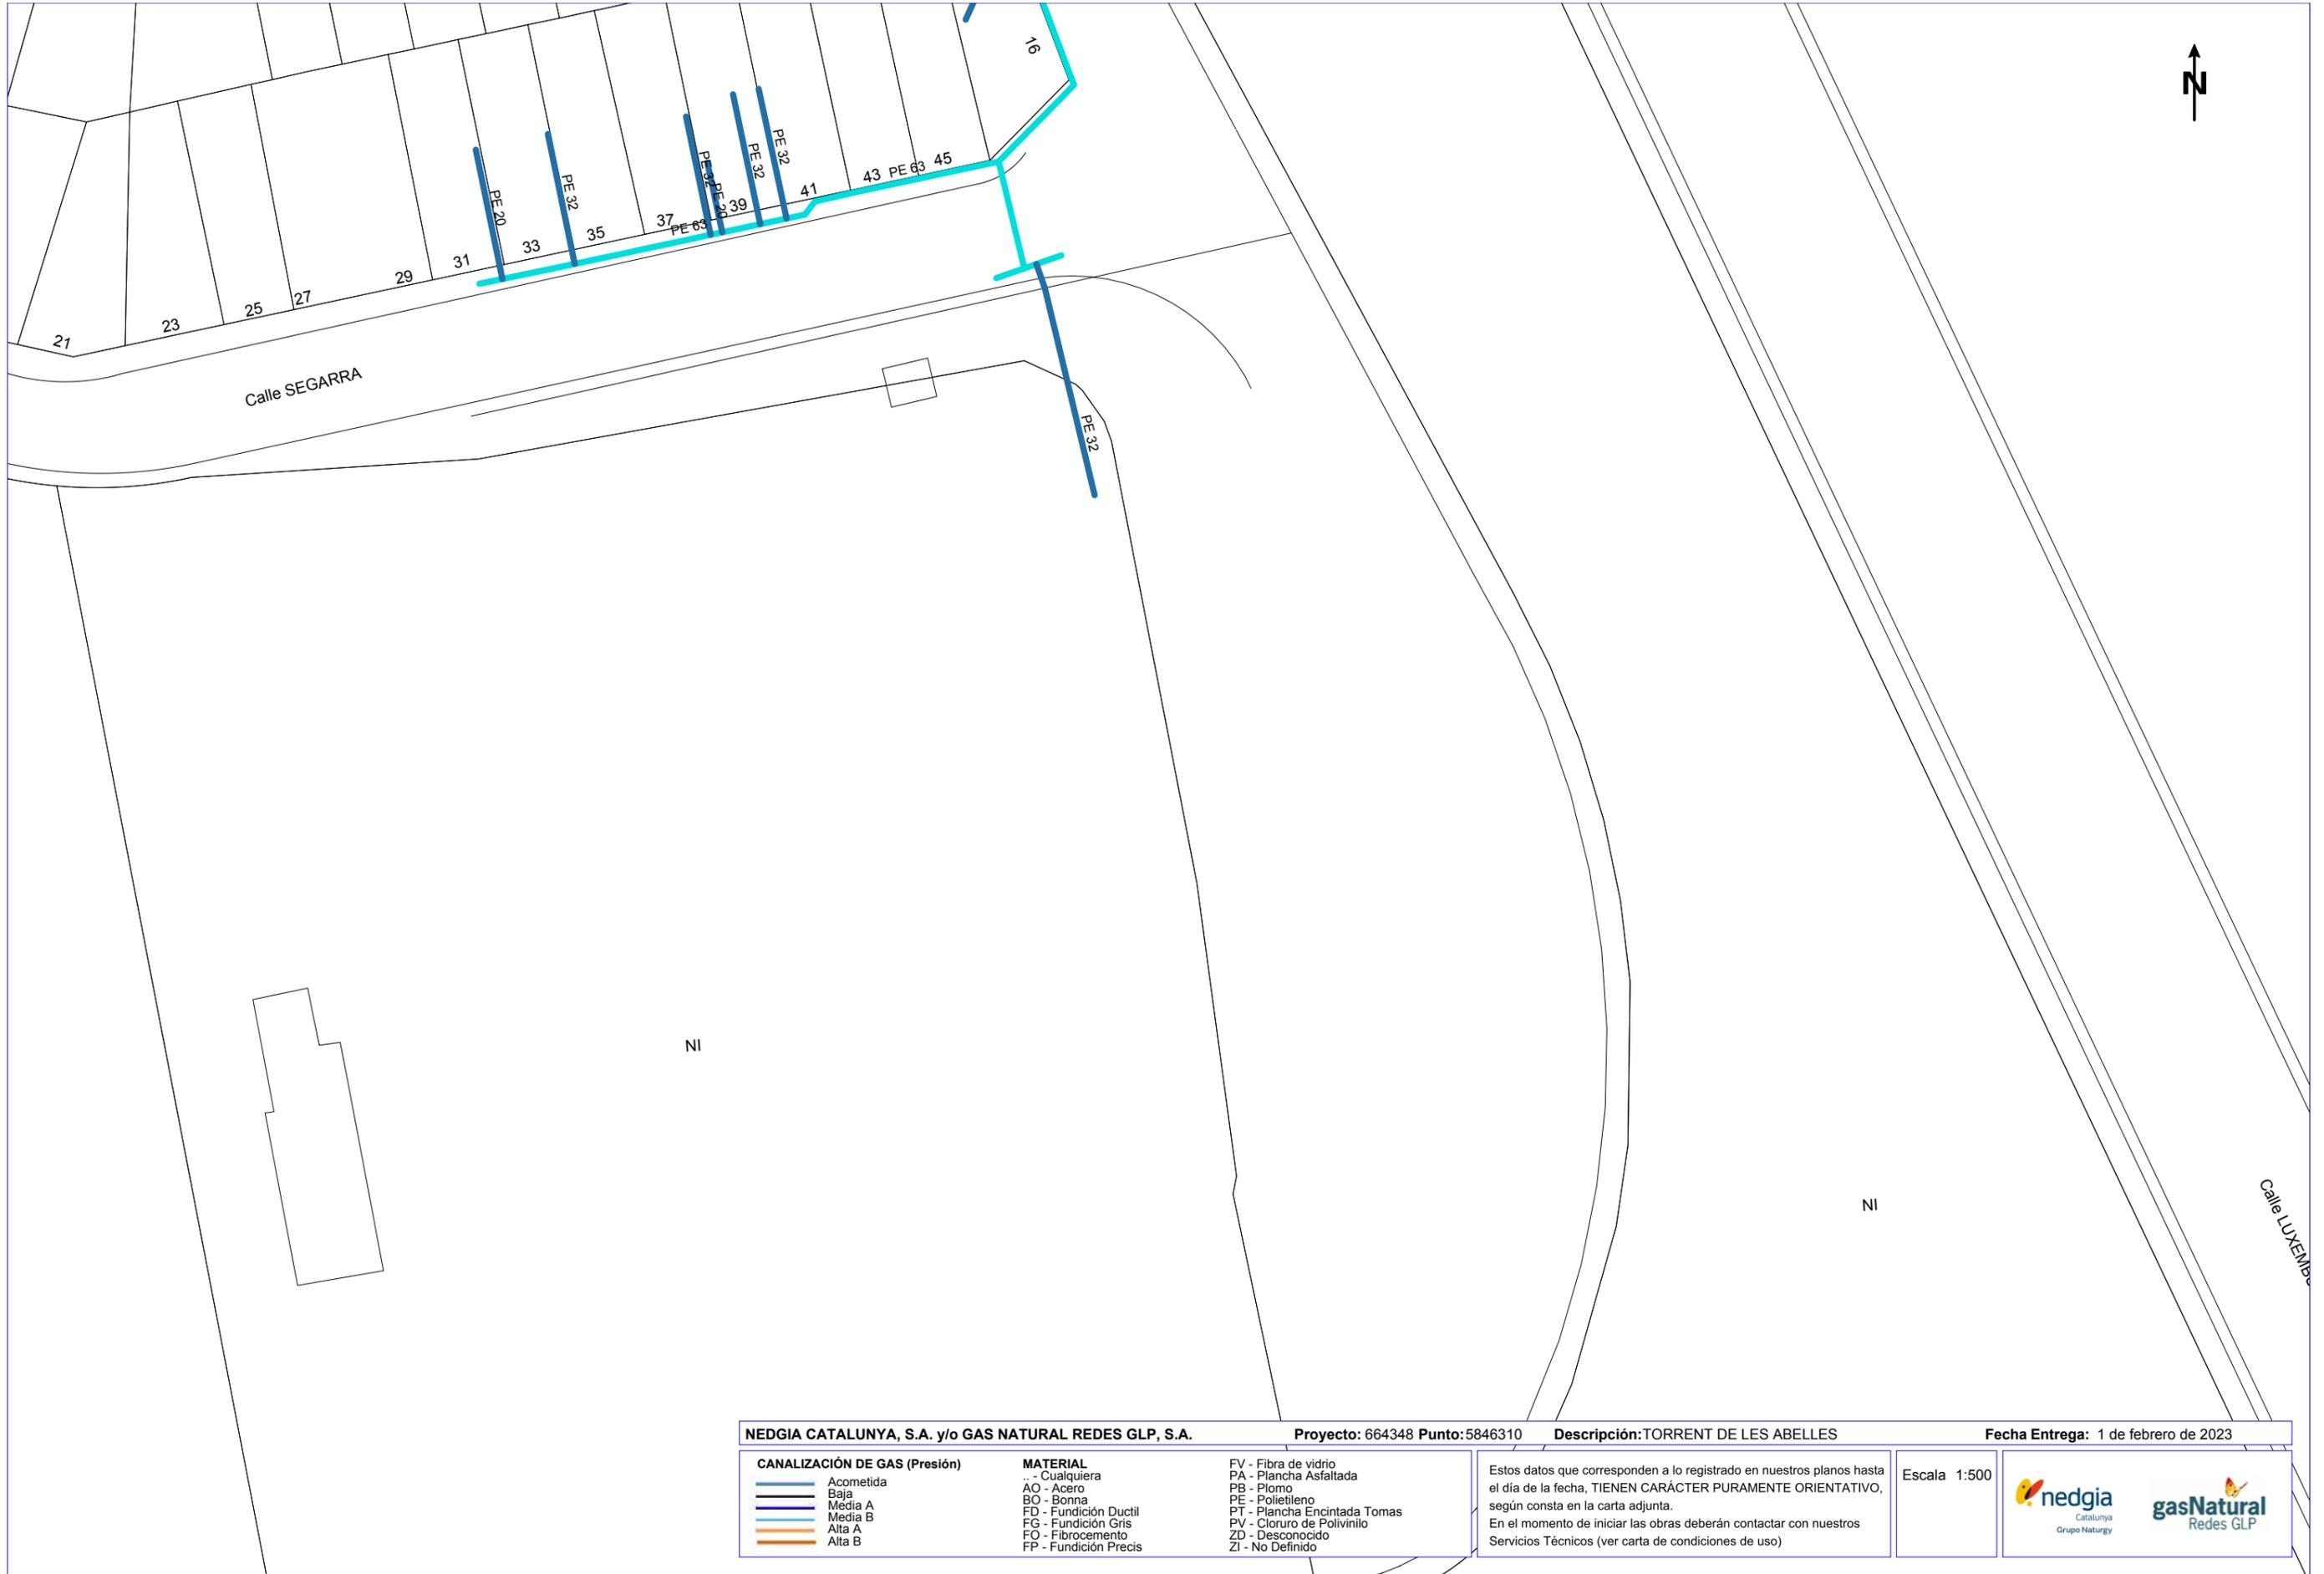 16
N
PE 32
PE 32
PE 32
PE 32
PE 20
PE 20
PE 63
45
43
41
39
37
PE 63
35
33
31
29
27
25
23
21
Calle SEGARRA
PE 32
NI
NI
Calle LUXEMBO
NEDGIA CATALUNYA, S.A. y/o GAS NATURAL REDES GLP, S.A. Proyecto: 664348 Punto:5846310 Descripción:TORRENT DE LES ABELLES Fecha Entrega: 1 de febrero de 2023
CANALIZACIÓN DE GAS (Presión)
Acometida
Baja
Media A
Media B
Alta A
Alta B
MATERIAL
.. - Cualquiera
AO - Acero
BO - Bonna
FD - Fundición Ductil
FG - Fundición Gris
FO - Fibrocemento
FP - Fundición Precis
FV - Fibra de vidrio
PA - Plancha Asfaltada
PB - Plomo
PE - Polietileno
PT - Plancha Encintada Tomas
PV - Cloruro de Polivinilo
ZD - Desconocido
ZI - No Definido
Estos datos que corresponden a lo registrado en nuestros planos hasta
el día de la fecha, TIENEN CARÁCTER PURAMENTE ORIENTATIVO,
según consta en la carta adjunta.
En el momento de iniciar las obras deberán contactar con nuestros
Servicios Técnicos (ver carta de condiciones de uso)
Escala 1:500
nedgia
Catalunya
Grupo Naturgy
gasNatural
Redes GLP